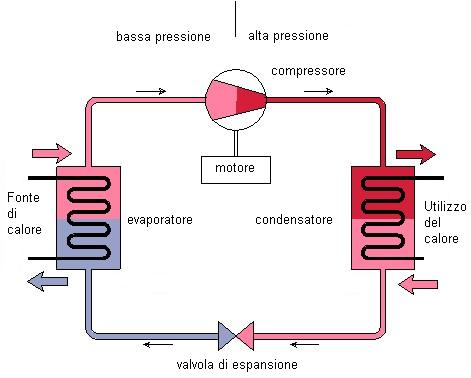 bassa pressione
alta pressione
compressore
motore
Fonte
di
calore
evaporatore
condensatore
Utilizzo
del
calore
valvola di espansione